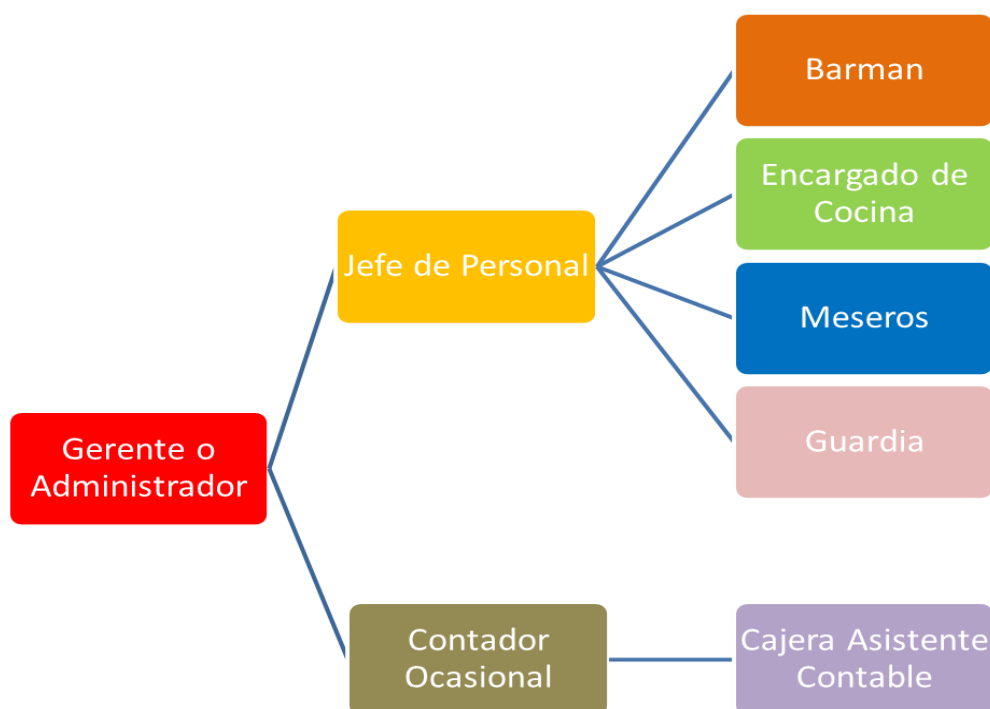 Barman
Encargado de
Cocina
Jefe de Personal
Meseros
Guardia
Gerente o
Administrador
Contador
Ocasional
Cajera Asistente
Contable